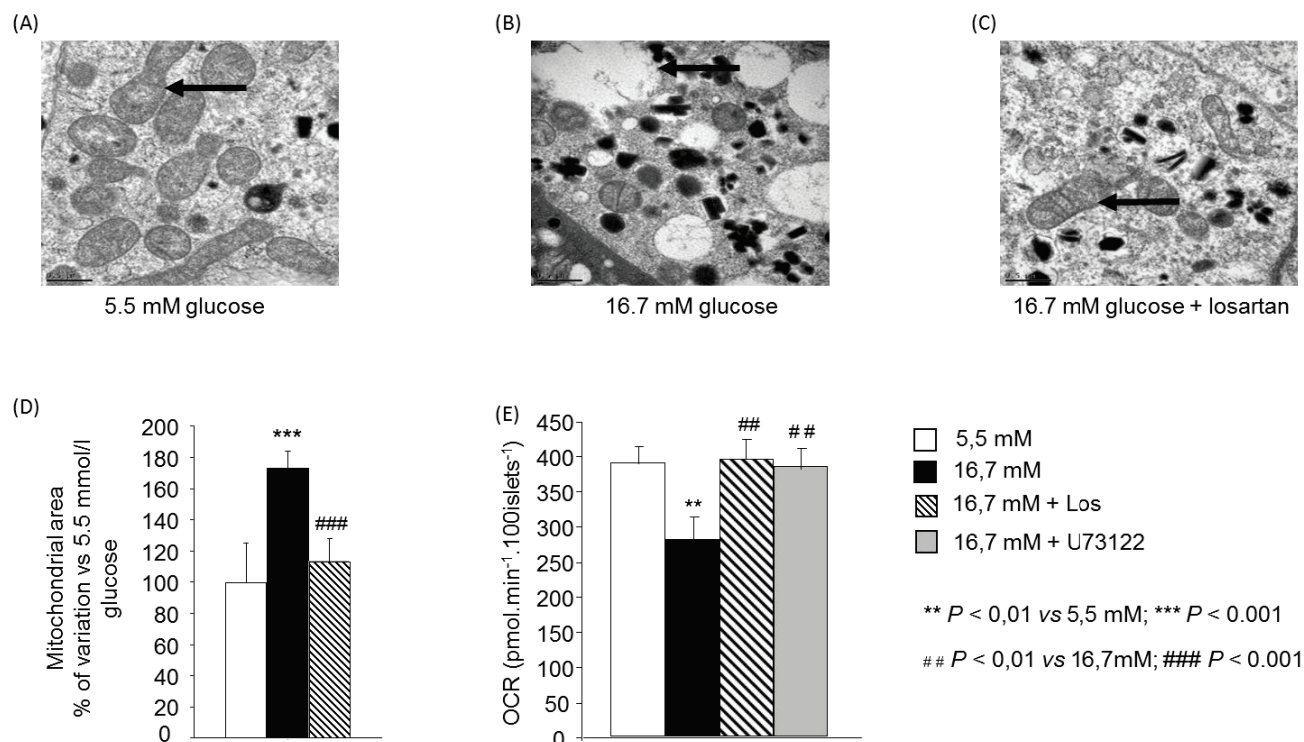 (A)
(B)
(C)
5.5 mM glucose
16.7 mM glucose
16.7 mM glucose + losartan
(D)
Mitochondrial area
% of variation vs 5.5 mmol/l
glucose
200
180
160
140
120
100
80
60
40
20
0
***
###
(E)
OCR (pmol.min⁻¹.100islets⁻¹)
450
400
350
300
250
200
150
100
50
0
**
##
##
5,5 mM
16,7 mM
16,7 mM + Los
16,7 mM + U73122
** P < 0,01 vs 5,5 mM; *** P < 0.001
## P < 0,01 vs 16,7mM; ### P < 0.001